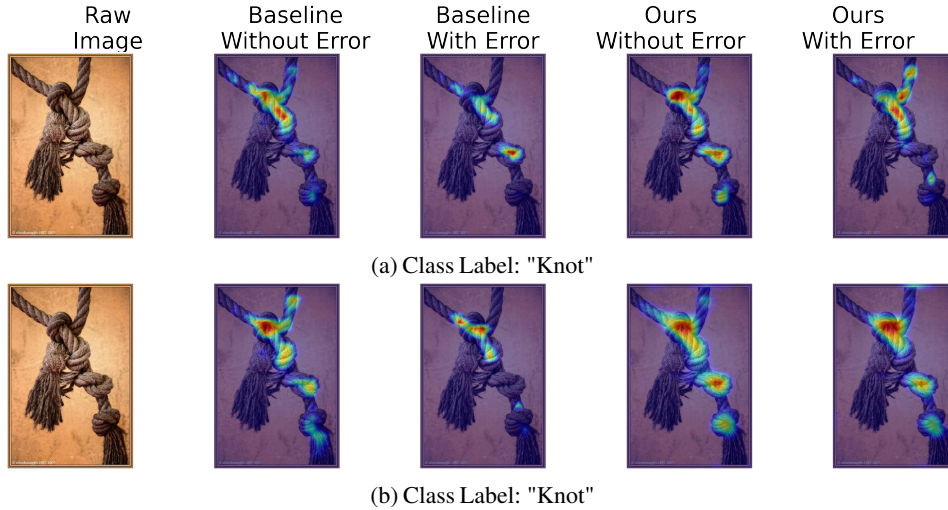 Raw
Image
Baseline
Without Error
Baseline
With Error
Ours
Without Error
Ours
With Error
(a) Class Label: "Knot"
(b) Class Label: "Knot"